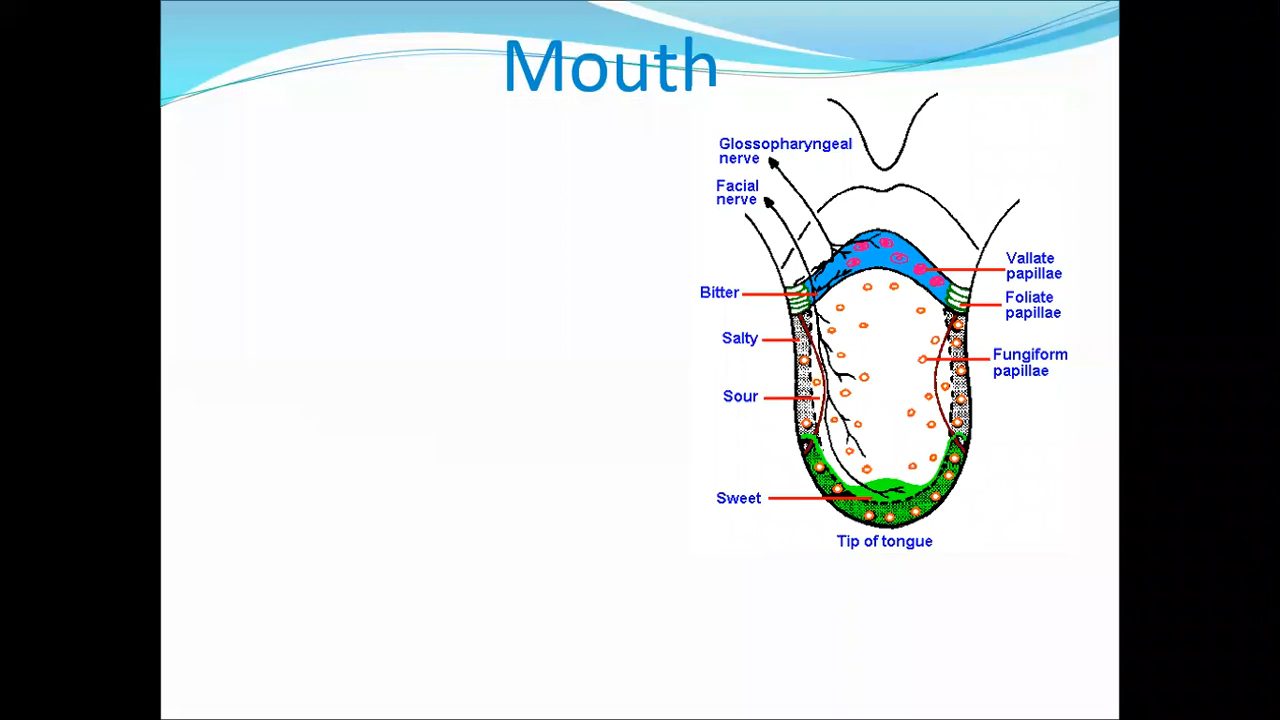 Mouth
Glossopharyngeal
nerve
Facial
nerve
Bitter
Salty
Sour
Sweet
Vallate
papillae
Foliate
papillae
Fungiform
papillae
Tip of tongue